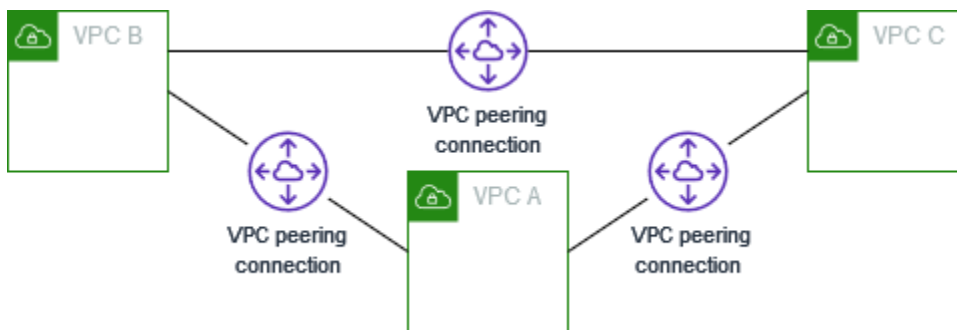 VPC B
VPC C
VPC peering
connection
VPC A
VPC peering
connection
VPC peering
connection